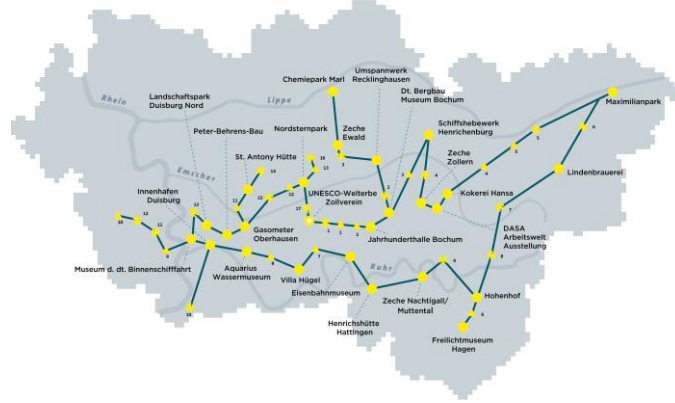 Umspannwerk
Recklinghausen
Chemiepark Marl
Landschaftspark
Duisburg Nord
Dt. Bergbau
Museum Bochum
Maximilianpark
Rhein
Lippe
Schiffshebewerk
Henrichenburg
Peter-Behrens-Bau
Nordsternpark
Zeche
Ewald
St. Antony Hütte
Zeche
Zollern
Emscher
Lindenbrauerei
Innenhafen
Duisburg
UNESCO-Welterbe
Zollverein
Kokerei Hansa
Gasometer
Oberhausen
DASA
Arbeitswelt
Ausstellung
Jahrhunderthalle Bochum
Museum d. dt. Binnenschifffahrt
Aquarius
Wassermuseum
Villa Hügel
Ruhr
Eisenbahnmuseum
Zeche Nachtigall/
Muttental
Hohenhof
Henrichshütte
Hattingen
Freilichtmuseum
Hagen